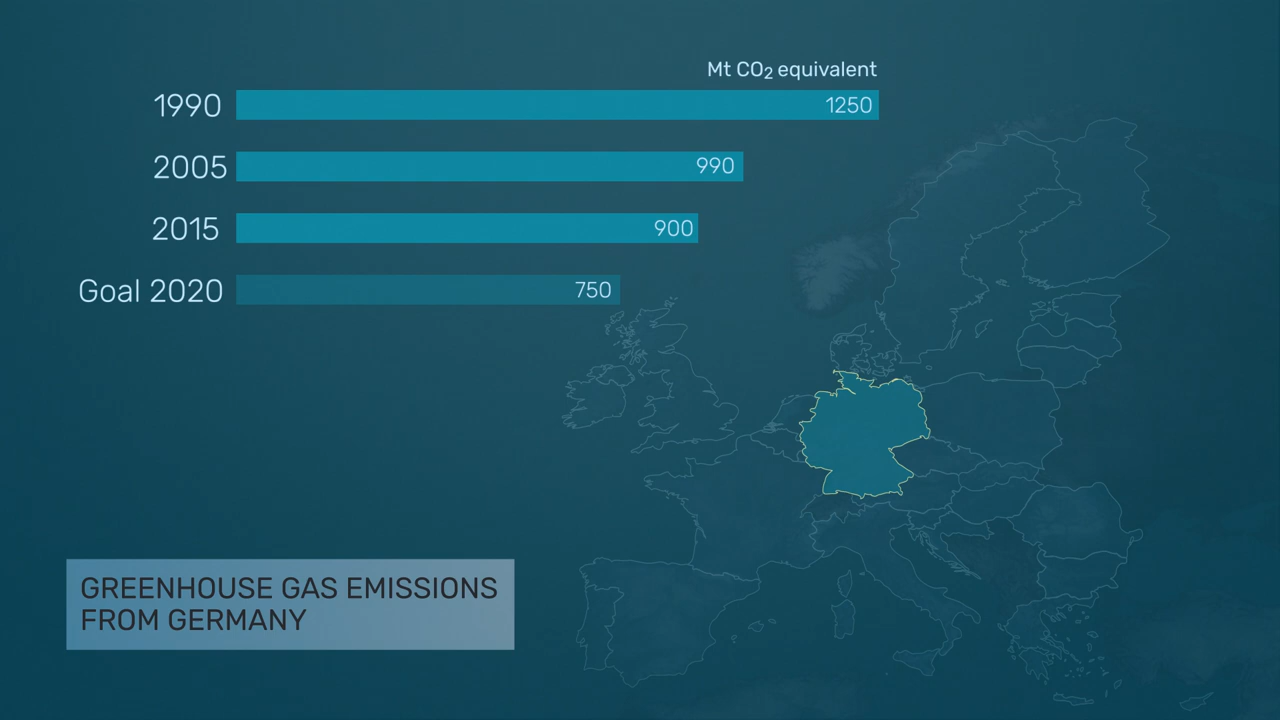 Mt CO₂ equivalent
1990 1250
2005 990
2015 900
Goal 2020 750
GREENHOUSE GAS EMISSIONS
FROM GERMANY